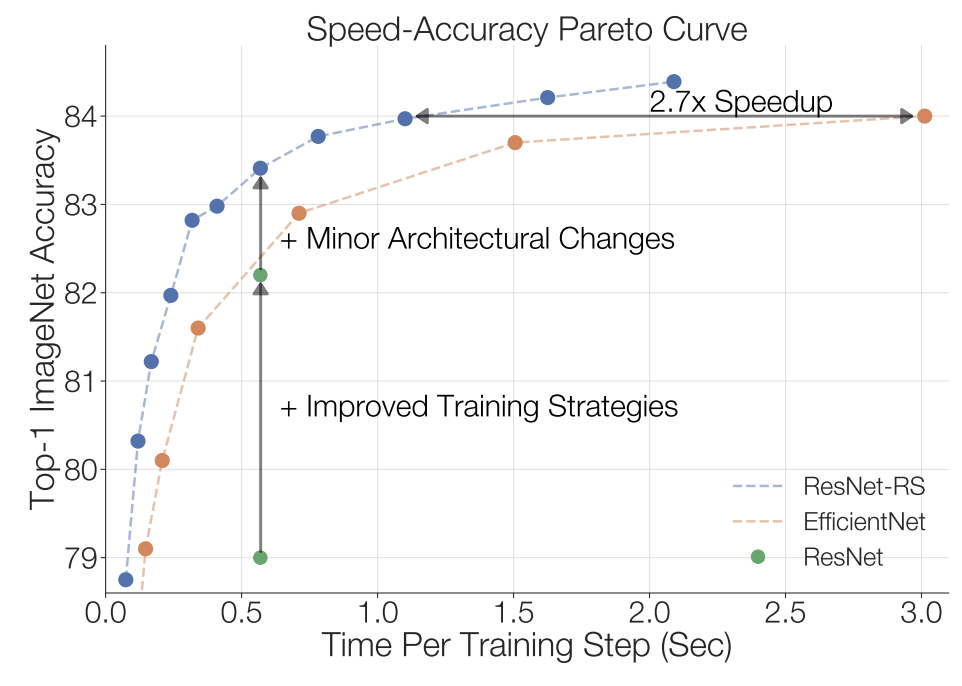 Speed-Accuracy Pareto Curve
Top-1 ImageNet Accuracy
84
83
82
81
80
79
2.7x Speedup
+ Minor Architectural Changes
+ Improved Training Strategies
ResNet-RS
EfficientNet
ResNet
0.0 0.5 1.0 1.5 2.0 2.5 3.0
Time Per Training Step (Sec)